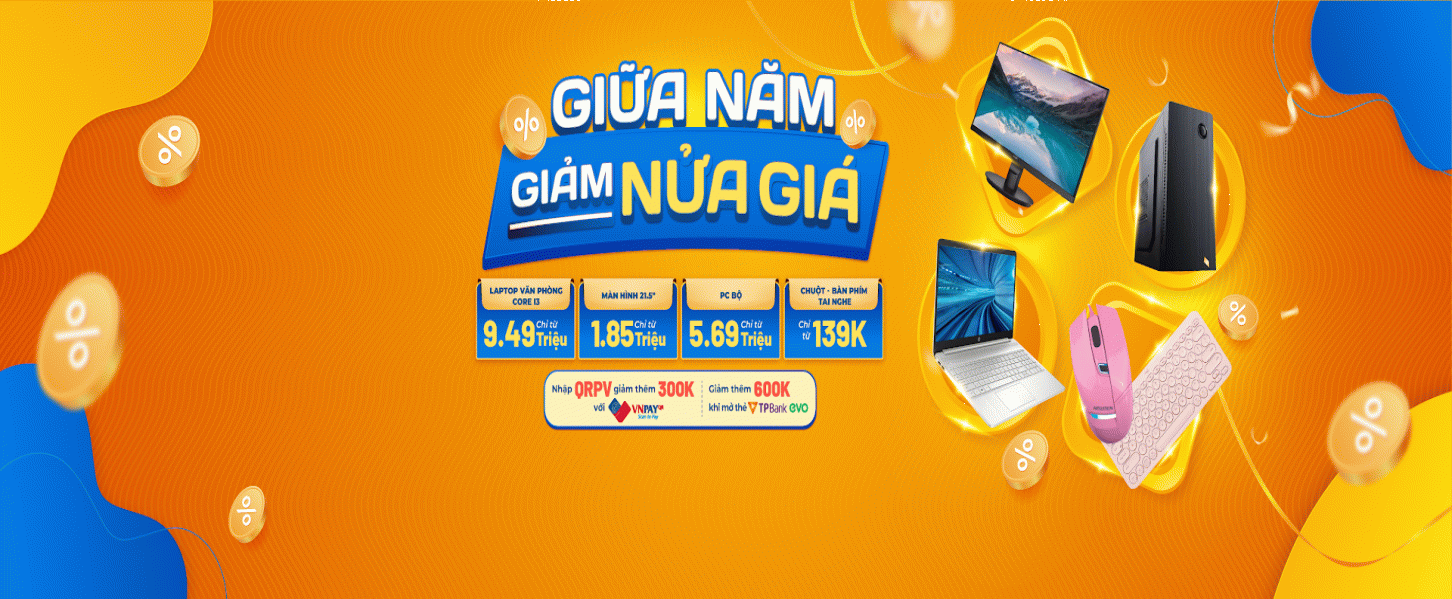 GIỮA NĂM
GIẢM NỬA GIÁ
LAPTOP VĂN PHÒNG
CORE I3
9.49 Chỉ từ Triệu
MÀN HÌNH 21.5"
1.85 Chỉ từ Triệu
PC BỘ
5.69 Chỉ từ Triệu
CHUỘT - BÀN PHÍM
TAI NGHE
Chỉ từ 139K
Nhập QRPV giảm thêm 300K
với VNPAY
Giảm thêm 600K
khi mở thẻ TPBank evo
%
%
%
%
%
%
%
%